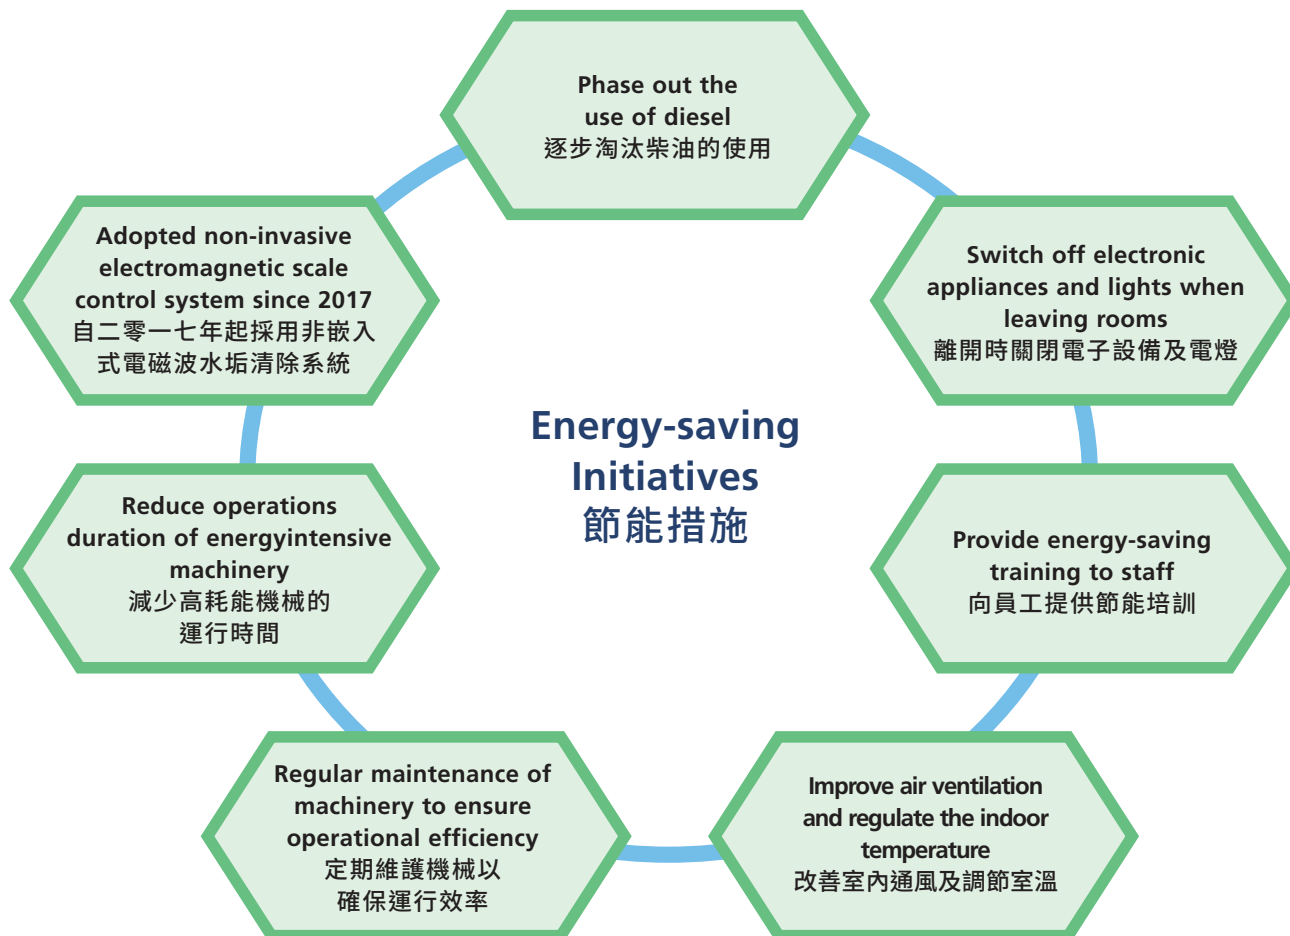 Phase out the
use of diesel
逐步淘汰柴油的使用
Adopted non-invasive
electromagnetic scale
control system since 2017
自二零一七年起採用非嵌入
式電磁波水垢清除系統
Switch off electronic
appliances and lights when
leaving rooms
離開時關閉電子設備及電燈
Energy-saving
Initiatives
節能措施
Reduce operations
duration of energyintensive
machinery
減少高耗能機械的
運行時間
Provide energy-saving
training to staff
向員工提供節能培訓
Regular maintenance of
machinery to ensure
operational efficiency
定期維護機械以
確保運行效率
Improve air ventilation
and regulate the indoor
temperature
改善室內通風及調節室溫